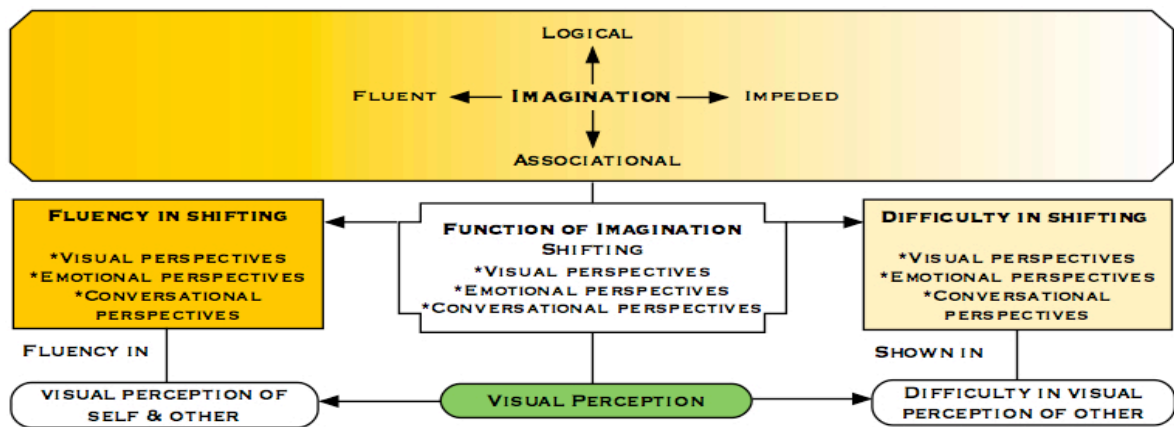 LOGICAL
FLUENT IMAGINATION IMPEDED
ASSOCIATIONAL
FLUENCY IN SHIFTING
*VISUAL PERSPECTIVES
*EMOTIONAL PERSPECTIVES
*CONVERSATIONAL
PERSPECTIVES
FUNCTION OF IMAGINATION
SHIFTING
*VISUAL PERSPECTIVES
*EMOTIONAL PERSPECTIVES
*CONVERSATIONAL PERSPECTIVES
DIFFICULTY IN SHIFTING
*VISUAL PERSPECTIVES
*EMOTIONAL PERSPECTIVES
*CONVERSATIONAL
PERSPECTIVES
FLUENCY IN
SHOWN IN
VISUAL PERCEPTION OF
SELF & OTHER
VISUAL PERCEPTION
DIFFICULTY IN VISUAL
PERCEPTION OF OTHER